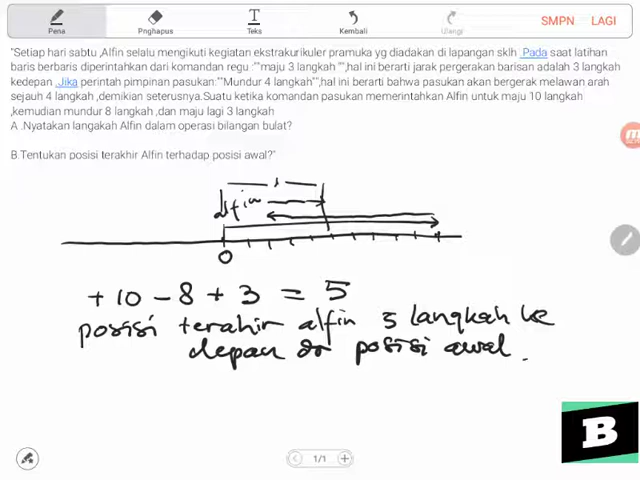 Pena
Penghapus
Teks
Kembali
Ulangi
SMPN
LAGI
"Setiap hari sabtu ,Alfin selalu mengikuti kegiatan ekstrakurikuler pramuka yg diadakan di lapangan sklh .Pada saat latihan
baris berbaris diperintahkan dari komandan regu :""maju 3 langkah "",hal ini berarti jarak pergerakan barisan adalah 3 langkah
kedepan .Jika perintah pimpinan pasukan:""Mundur 4 langkah"",hal ini berarti bahwa pasukan akan bergerak melawan arah
sejauh 4 langkah ,demikian seterusnya.Suatu ketika komandan pasukan memerintahkan Alfin untuk maju 10 langkah
,kemudian mundur 8 langkah ,dan maju lagi 3 langkah
A .Nyatakan langakah Alfin dalam operasi bilangan bulat?
B.Tentukan posisi terakhir Alfin terhadap posisi awal?"
alfin
0
+10 - 8 + 3 = 5
posisi terahir alfin 5 langkah ke
depan dr posisi awal.
B
1/1